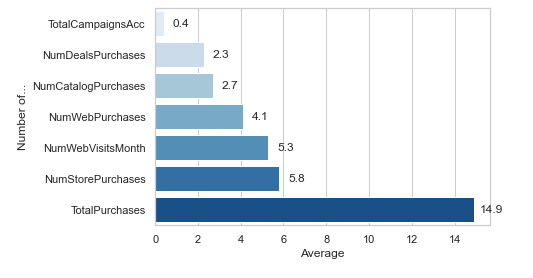 TotalCampaignsAcc 0.4
NumDealsPurchases 2.3
NumCatalogPurchases 2.7
NumWebPurchases 4.1
NumWebVisitsMonth 5.3
NumStorePurchases 5.8
TotalPurchases 14.9
Number of...
0 2 4 6 8 10 12 14
Average